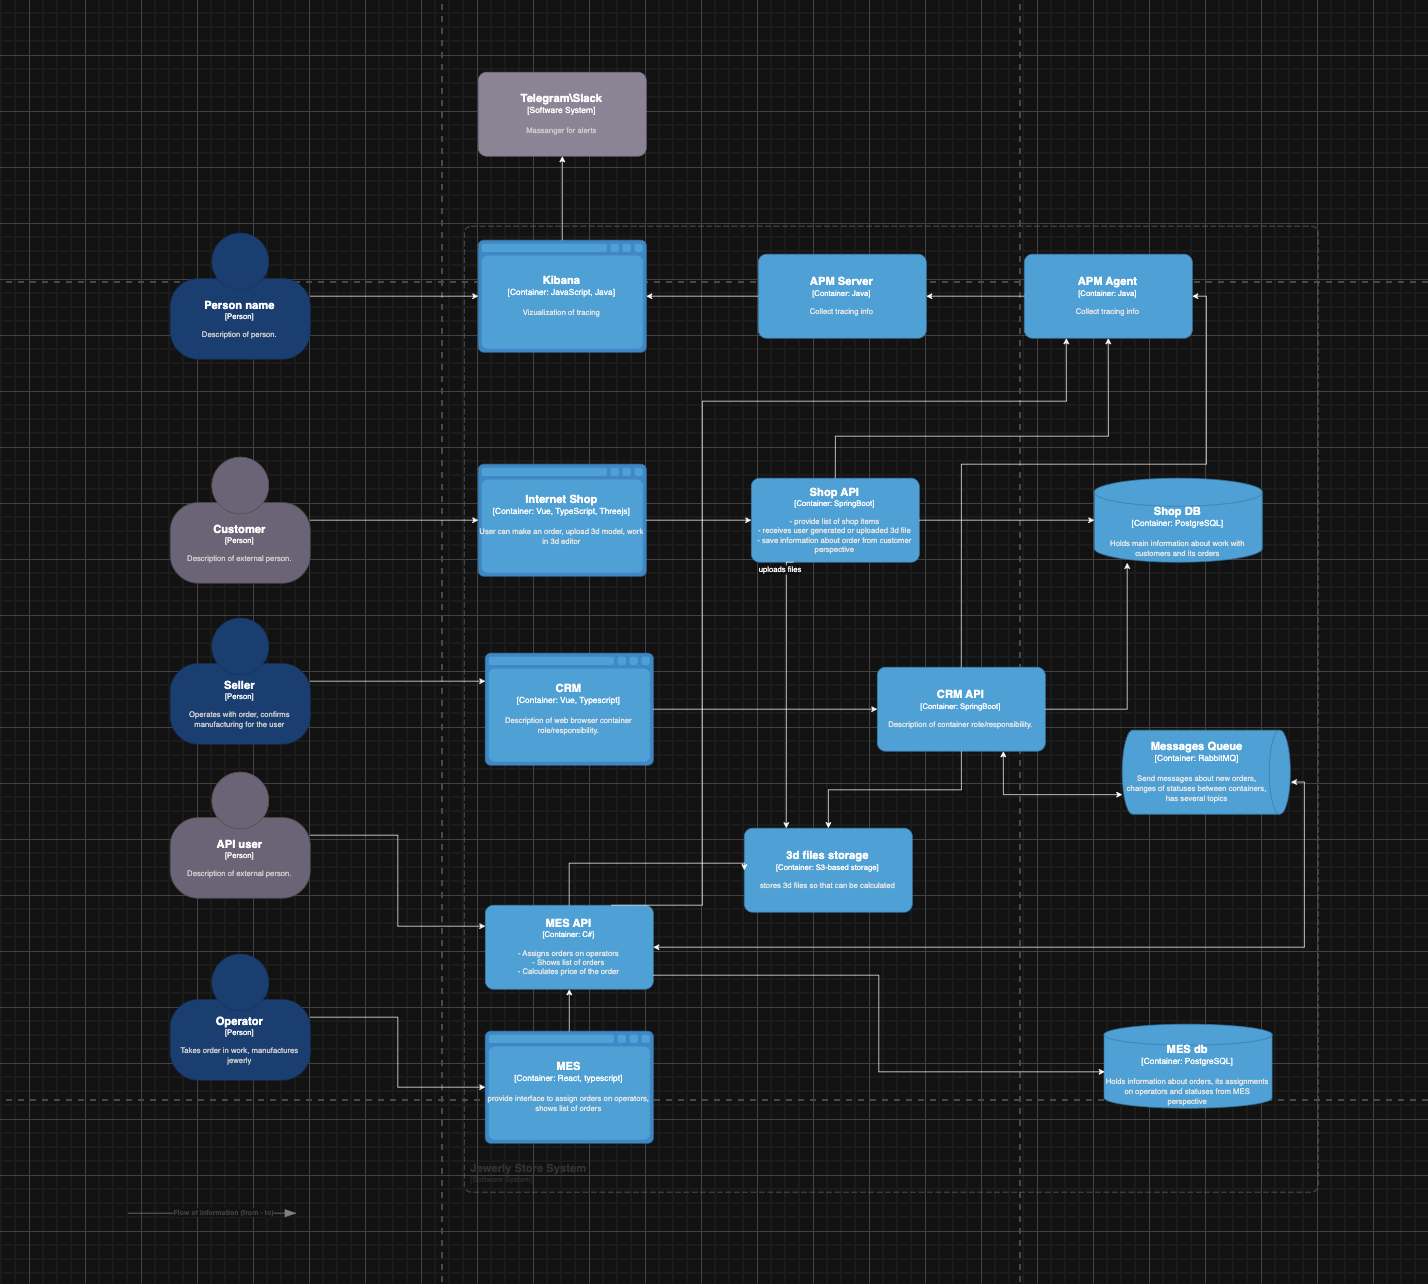 Telegram\Slack
[Software System]
Massanger for alerts
Kibana
[Container: JavaScript, Java]
Vizualization of tracing
APM Server
[Container: Java]
Collect tracing info
APM Agent
[Container: Java]
Collect tracing info
Person name
[Person]
Description of person.
Customer
[Person]
Description of external person.
Internet Shop
[Container: Vue, TypeScript, Threejs]
User can make an order, upload 3d model, work
in 3d editor
Shop API
[Container: SpringBoot]
- provide list of shop items
- receives user generated or uploaded 3d file
- save information about order from customer
perspective
uploads files
Shop DB
[Container: PostgreSQL]
Holds main information about work with
customers and its orders
Seller
[Person]
Operates with order, confirms
manufacturing for the user
CRM
[Container: Vue, Typescript]
Description of web browser container
role/responsibility.
CRM API
[Container: SpringBoot]
Description of container role/responsibility.
Messages Queue
[Container: RabbitMQ]
Send messages about new orders,
changes of statuses between containers,
has several topics
API user
[Person]
Description of external person.
3d files storage
[Container: S3-based storage]
stores 3d files so that can be calculated
MES API
[Container: C#]
- Assigns orders on operators
- Shows list of orders
- Calculates price of the order
Operator
[Person]
Takes order in work, manufactures
jewerly
MES
[Container: React, typescript]
provide interface to assign orders on operators,
shows list of orders
MES db
[Container: PostgreSQL]
Holds information about orders, its assignments
on operators and statuses from MES
perspective
Jewerly Store System
[Software System]
Flow of information (from - to)